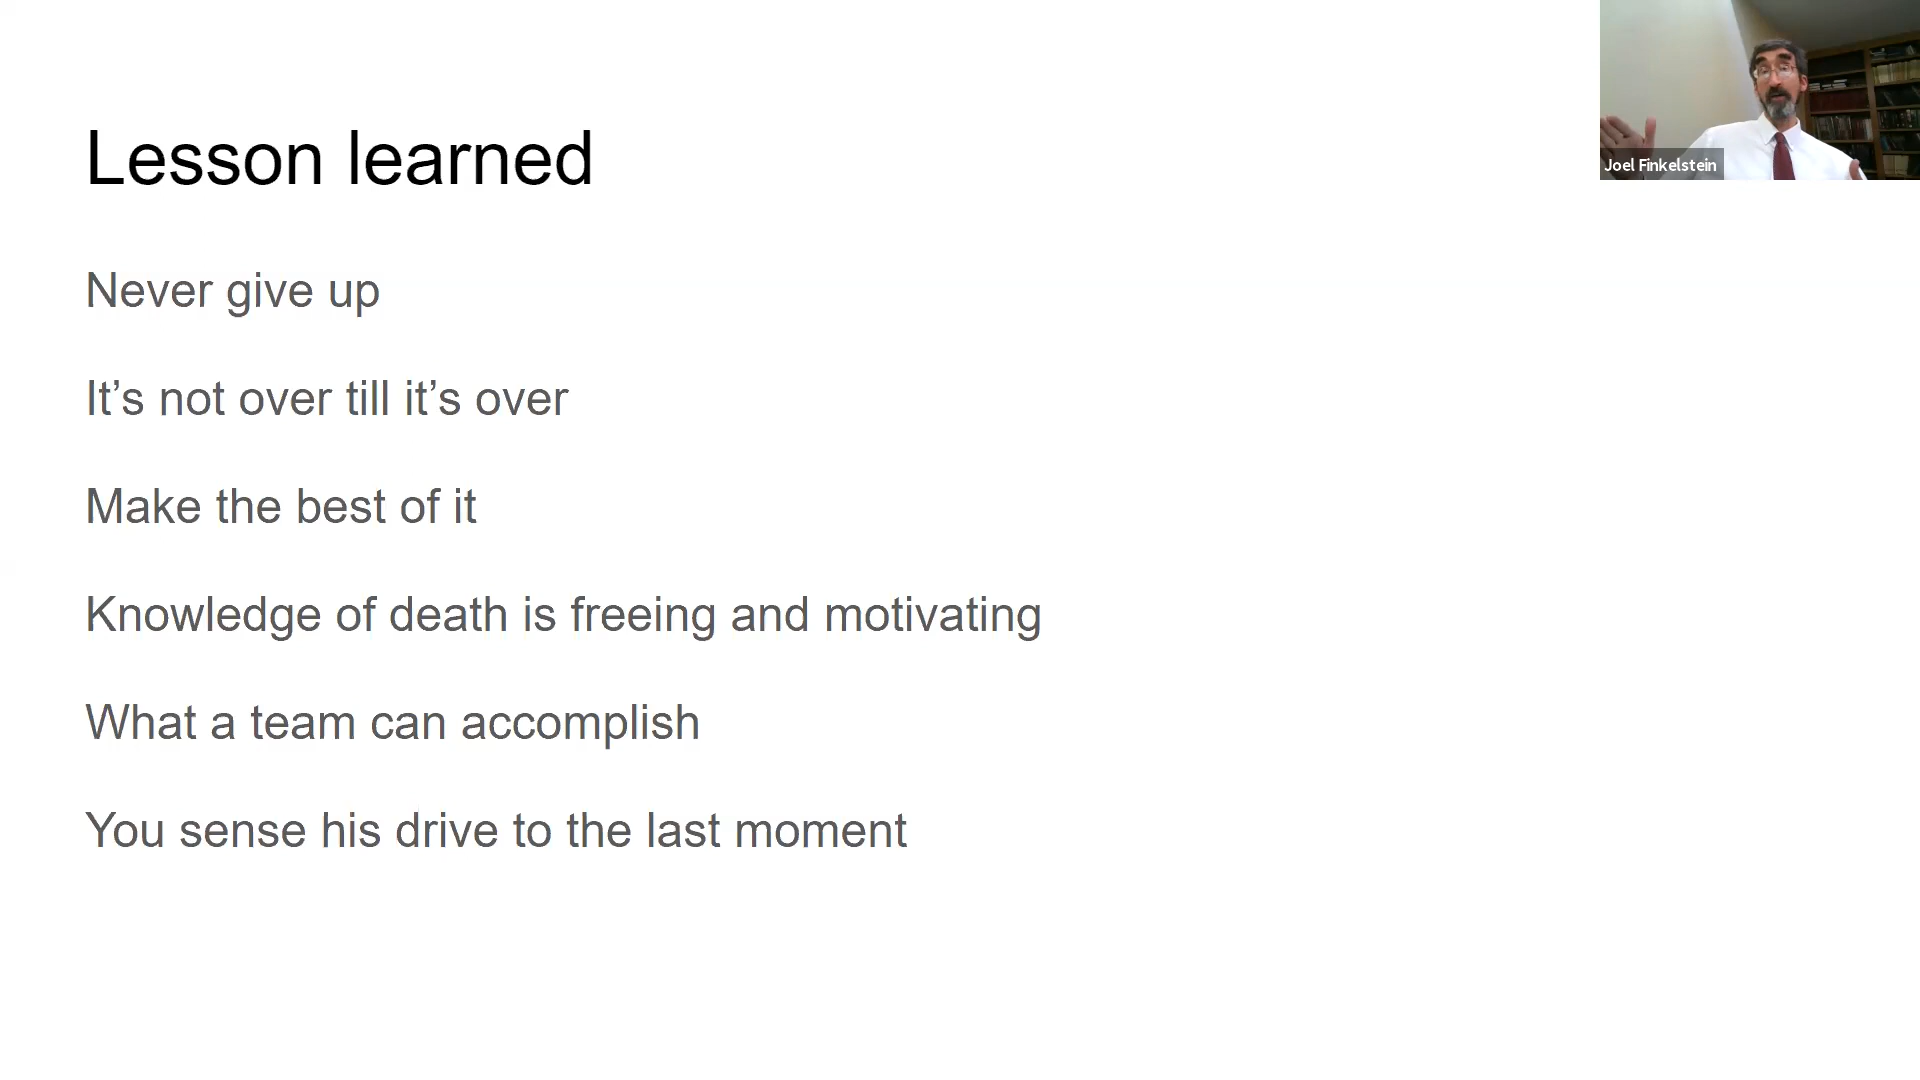 Lesson learned
Never give up
It’s not over till it’s over
Make the best of it
Knowledge of death is freeing and motivating
What a team can accomplish
You sense his drive to the last moment
Joel Finkelstein